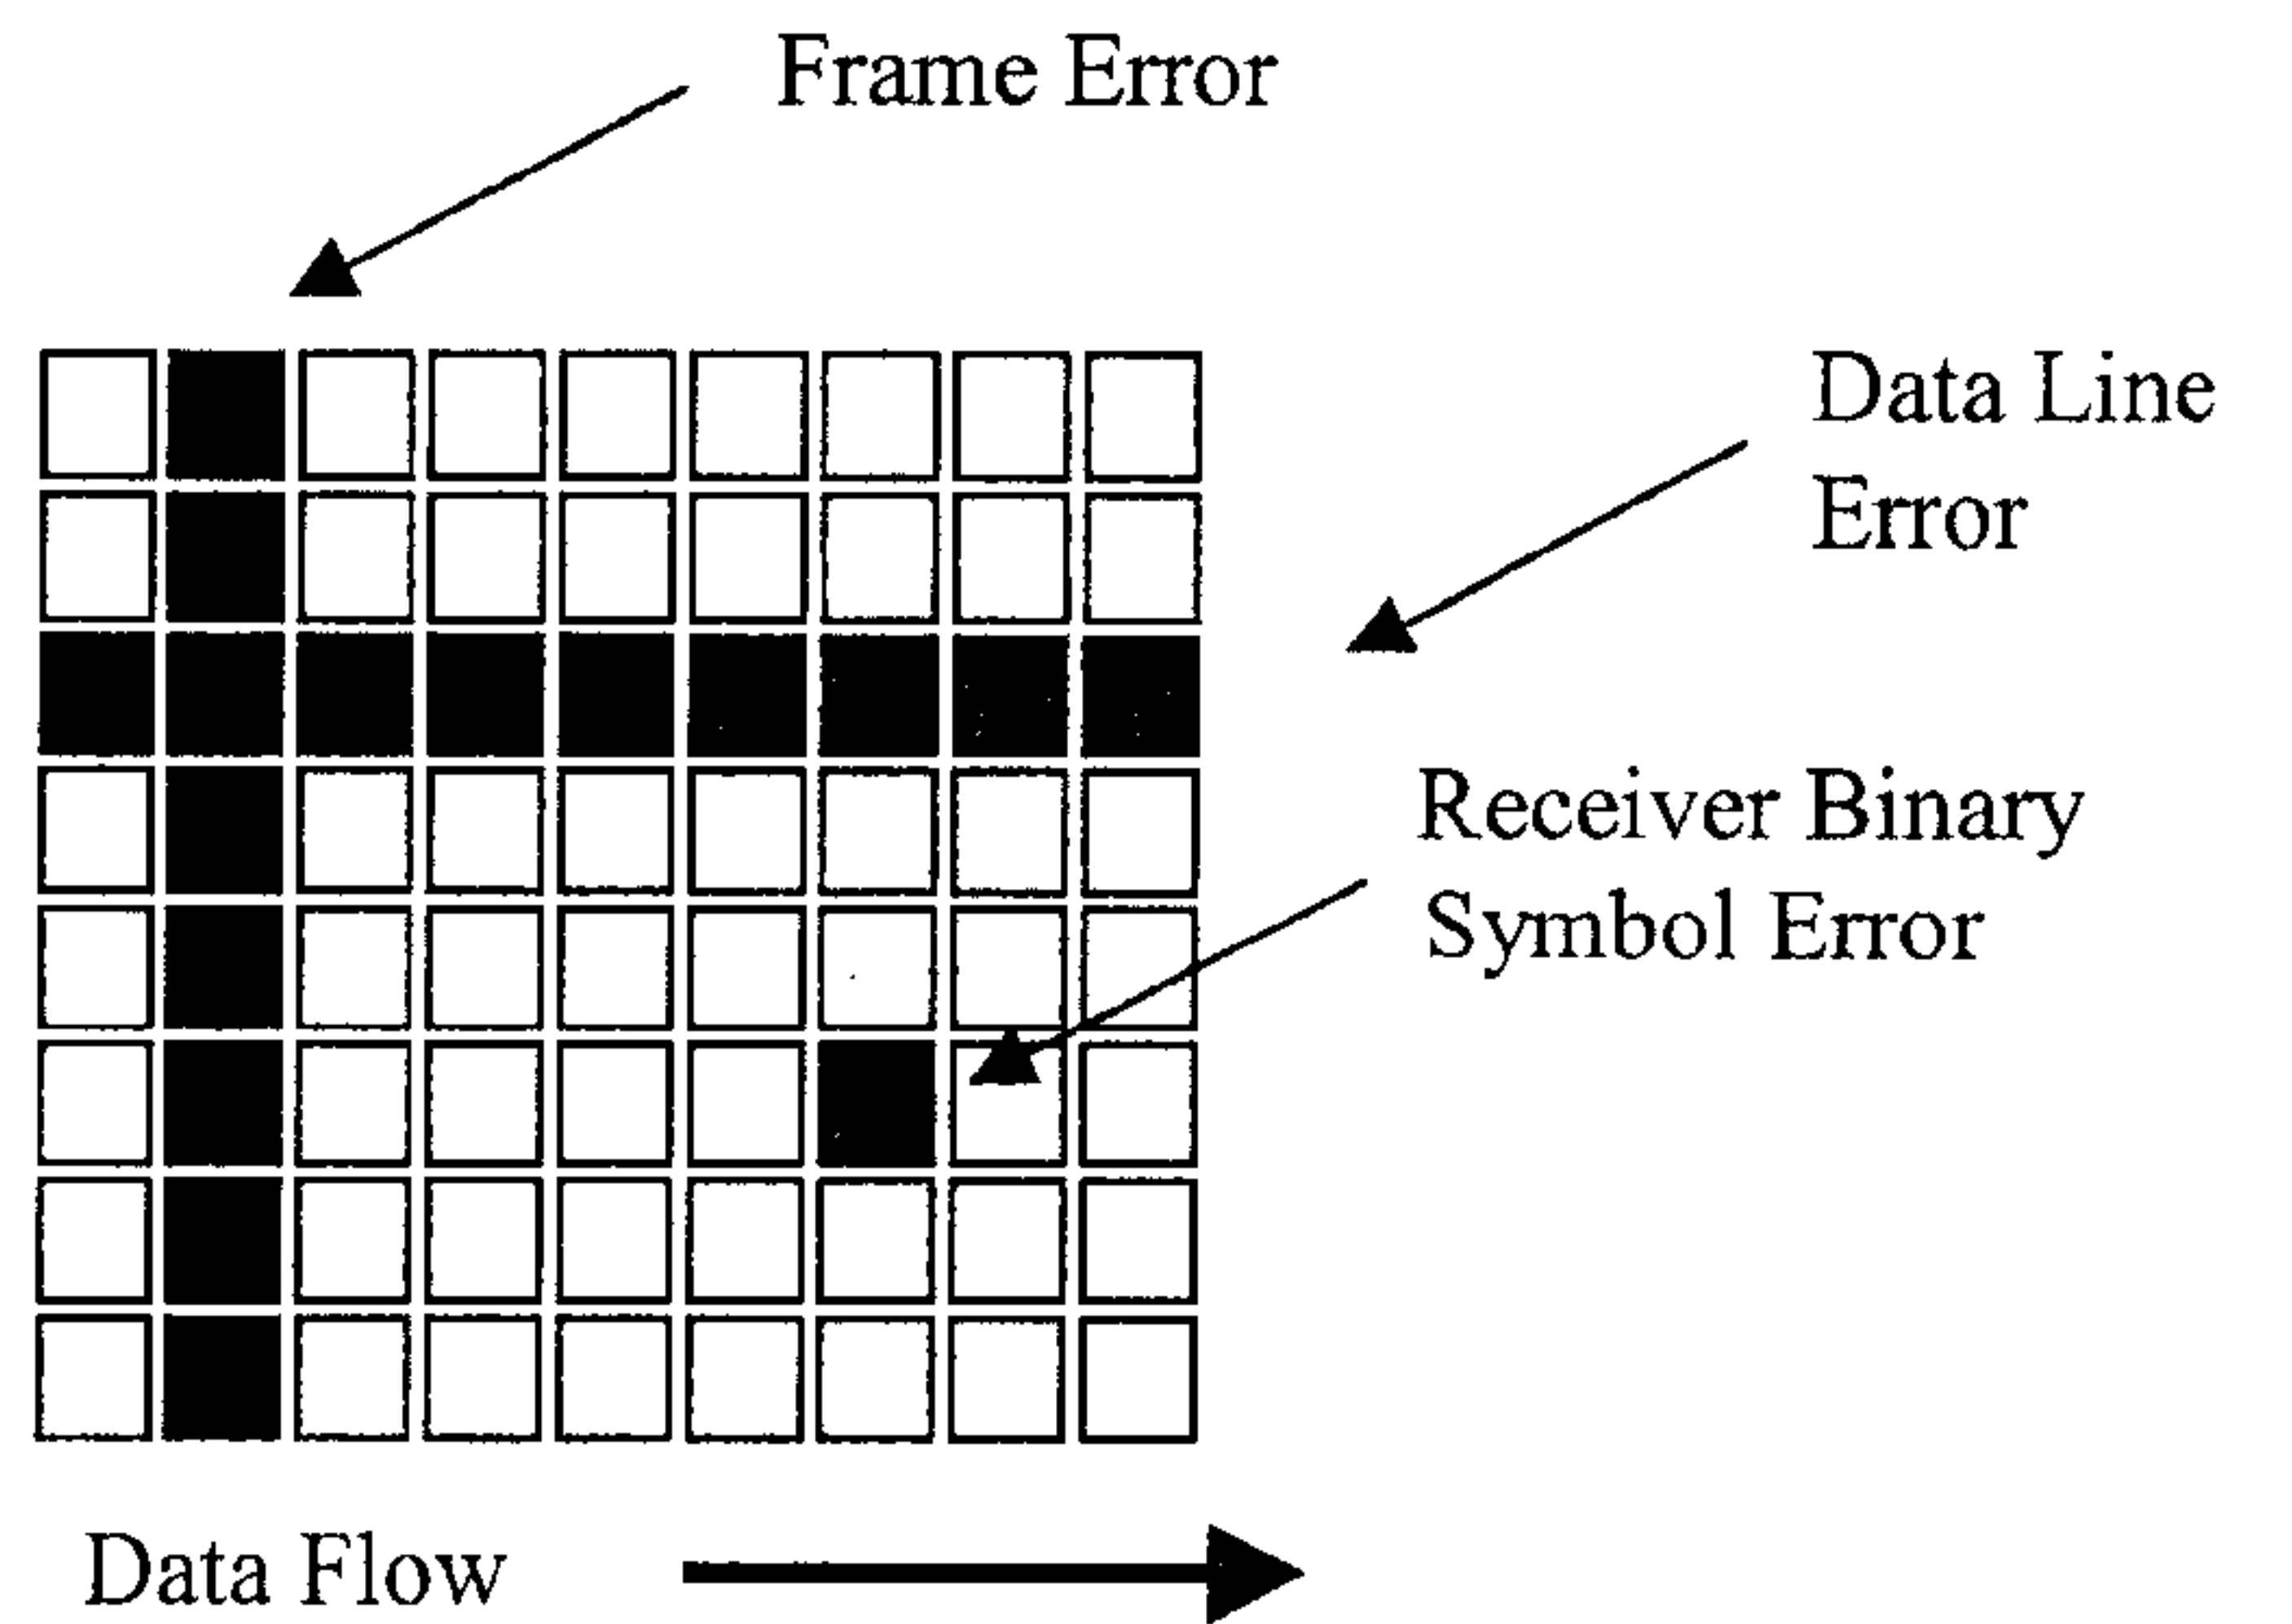 Frame Error
Data Line
Error
Receiver Binary
Symbol Error
Data Flow